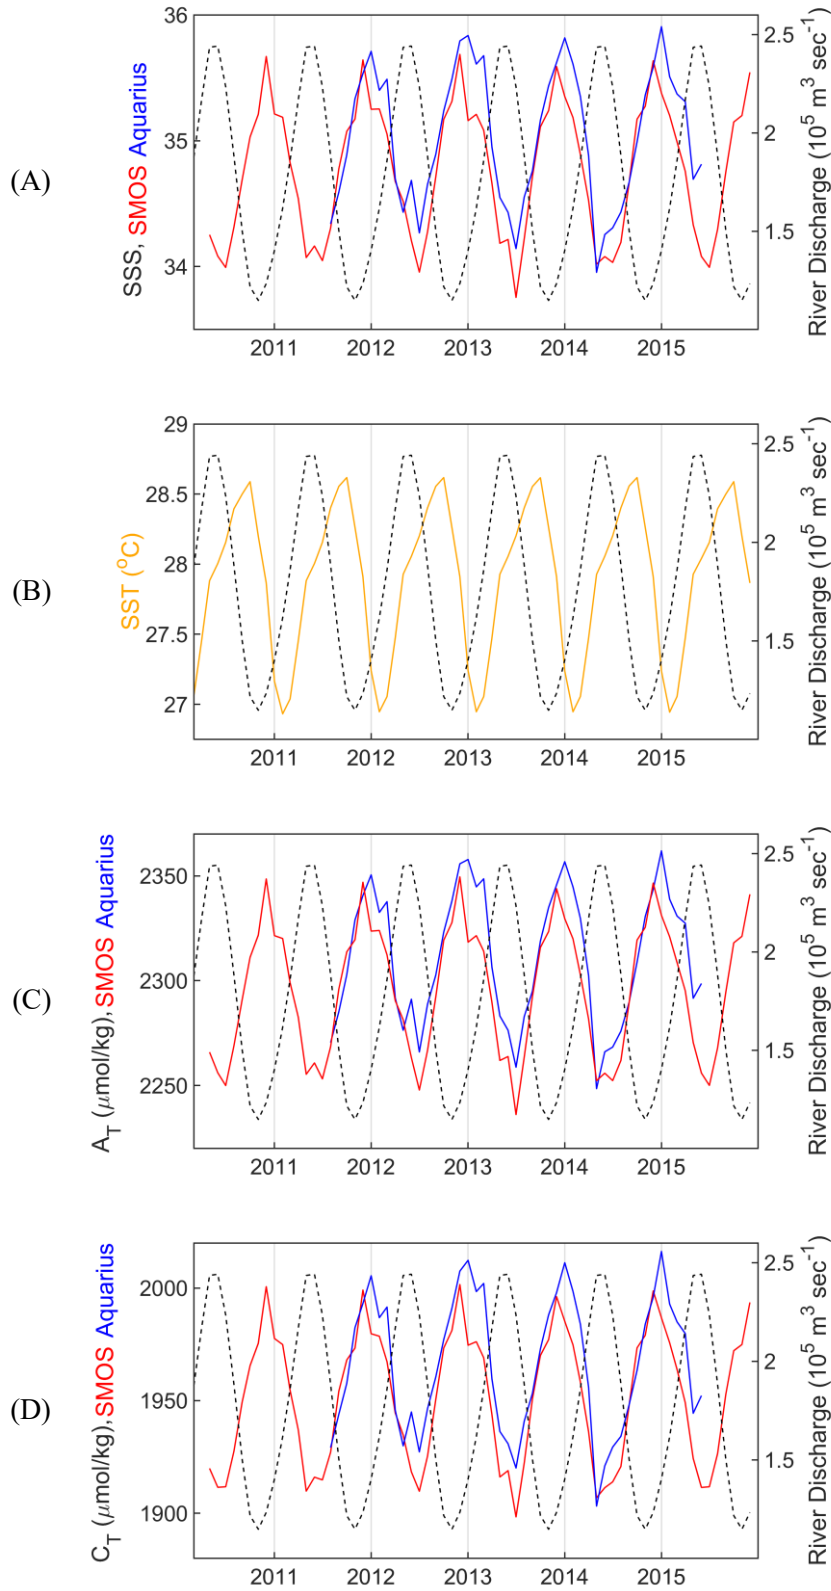 (A)
SSS, SMOS Aquarius
36
35
34
2.5
2
1.5
River Discharge (10⁵ m³ sec⁻¹)
2011 2012 2013 2014 2015
(B)
SST (°C)
29
28.5
28
27.5
27
2.5
2
1.5
River Discharge (10⁵ m³ sec⁻¹)
2011 2012 2013 2014 2015
(C)
A_T (μmol/kg), SMOS Aquarius
2350
2300
2250
2.5
2
1.5
River Discharge (10⁵ m³ sec⁻¹)
2011 2012 2013 2014 2015
(D)
C_T (μmol/kg), SMOS Aquarius
2000
1950
1900
2.5
2
1.5
River Discharge (10⁵ m³ sec⁻¹)
2011 2012 2013 2014 2015